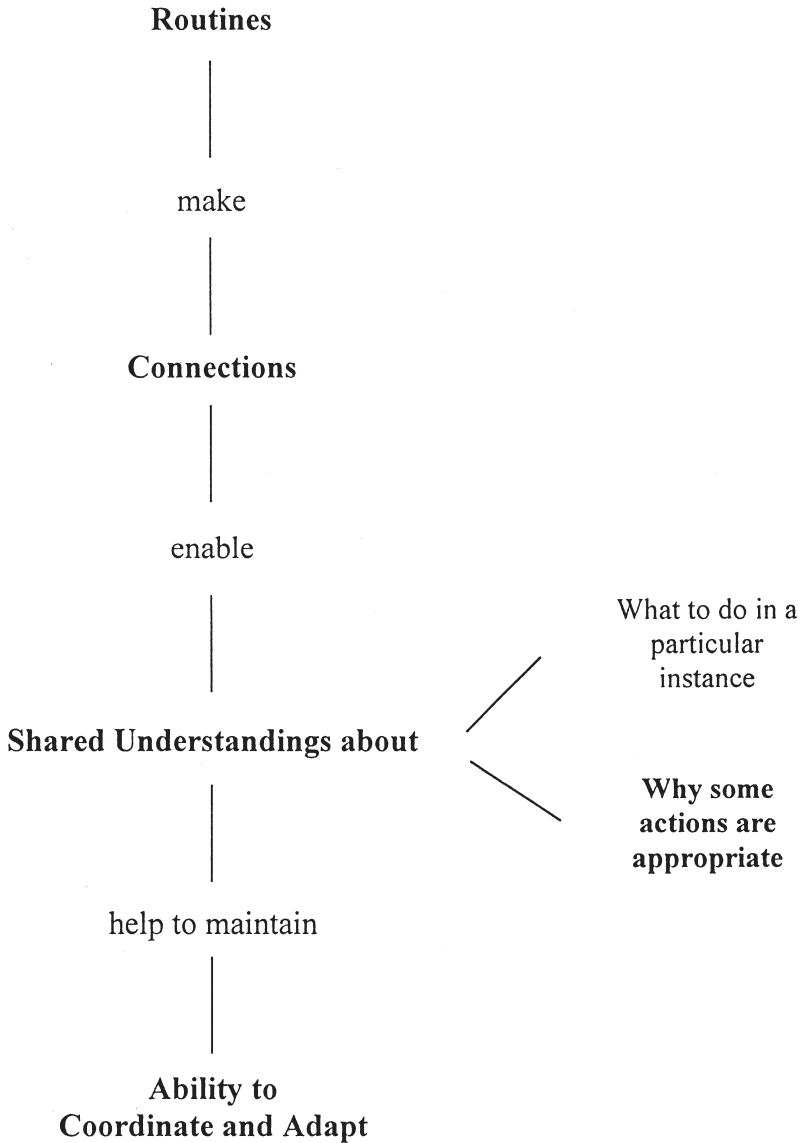 Routines
make
Connections
enable
What to do in a
particular
instance
Shared Understandings about
Why some
actions are
appropriate
help to maintain
Ability to
Coordinate and Adapt